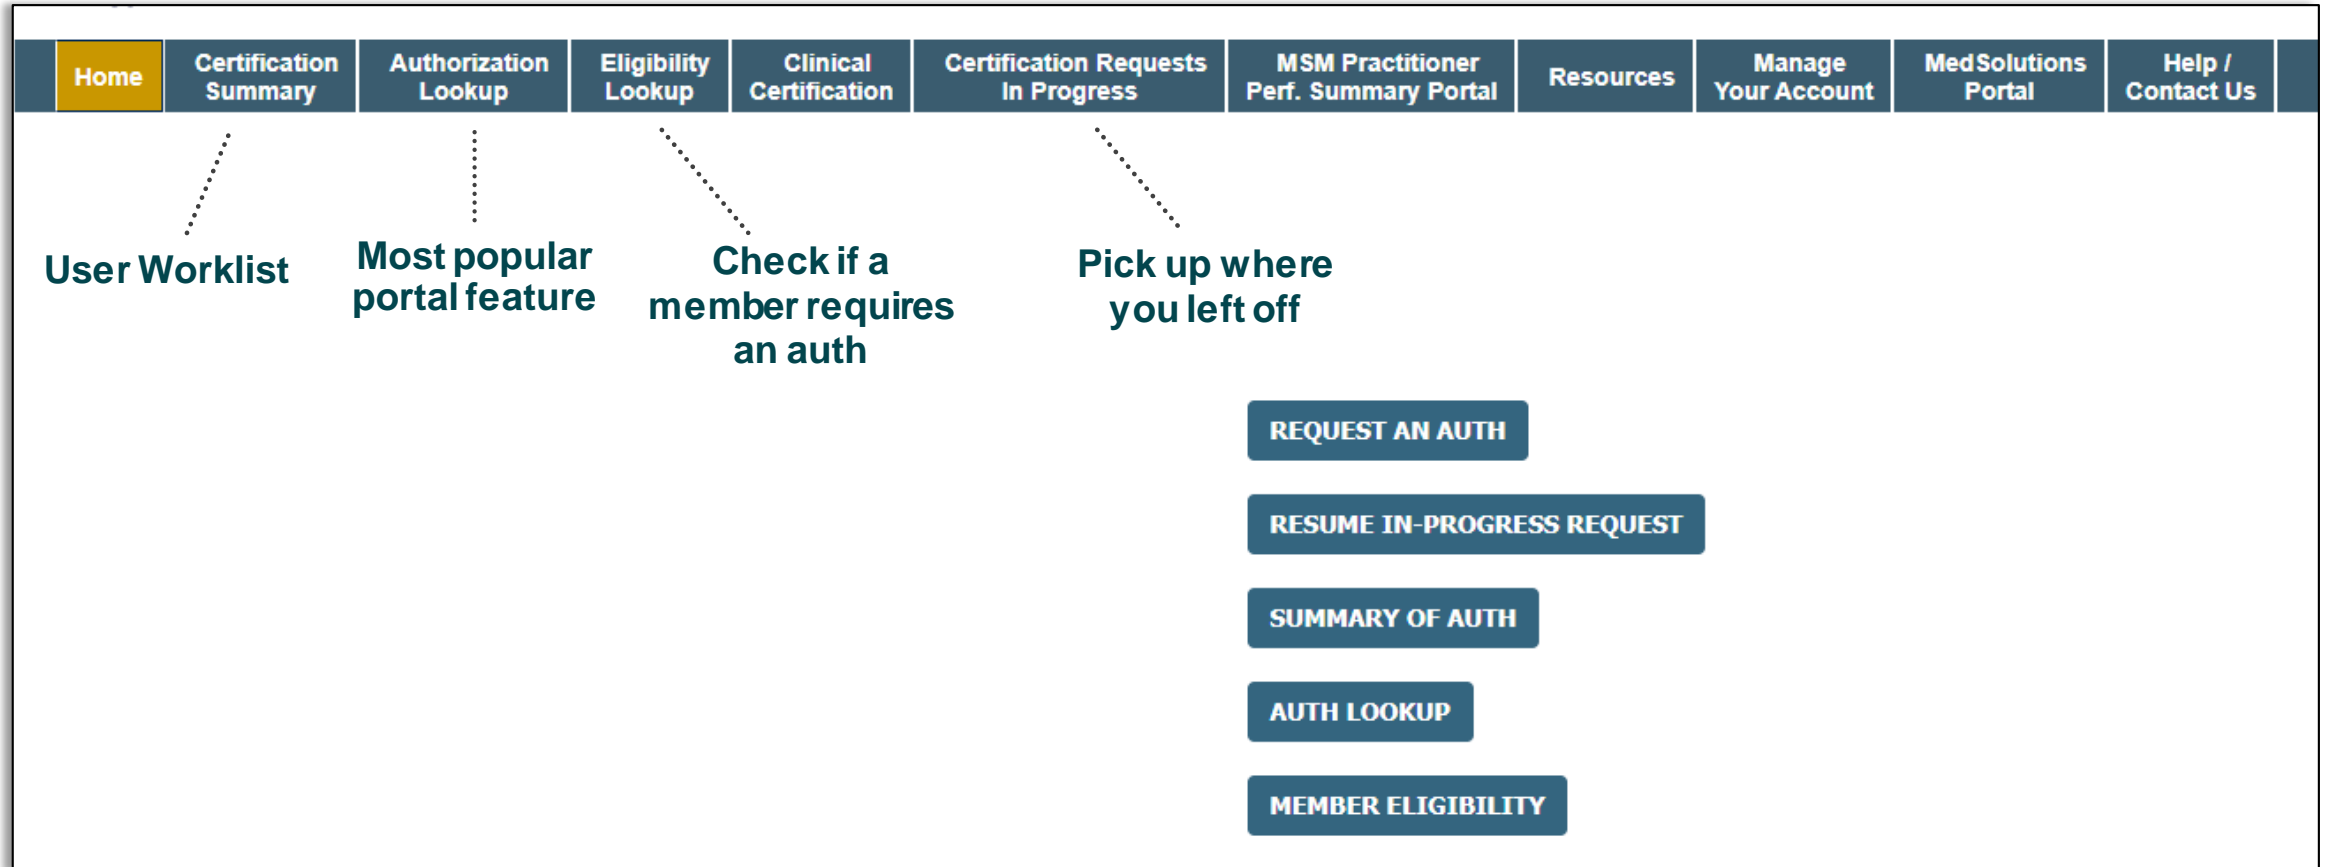 Home
Certification
Summary
Authorization
Lookup
Eligibility
Lookup
Clinical
Certification
Certification Requests
In Progress
MSM Practitioner
Perf. Summary Portal
Resources
Manage
Your Account
MedSolutions
Portal
Help /
Contact Us
User Worklist
Most popular
portal feature
Check if a
member requires
an auth
Pick up where
you left off
REQUEST AN AUTH
RESUME IN-PROGRESS REQUEST
SUMMARY OF AUTH
AUTH LOOKUP
MEMBER ELIGIBILITY